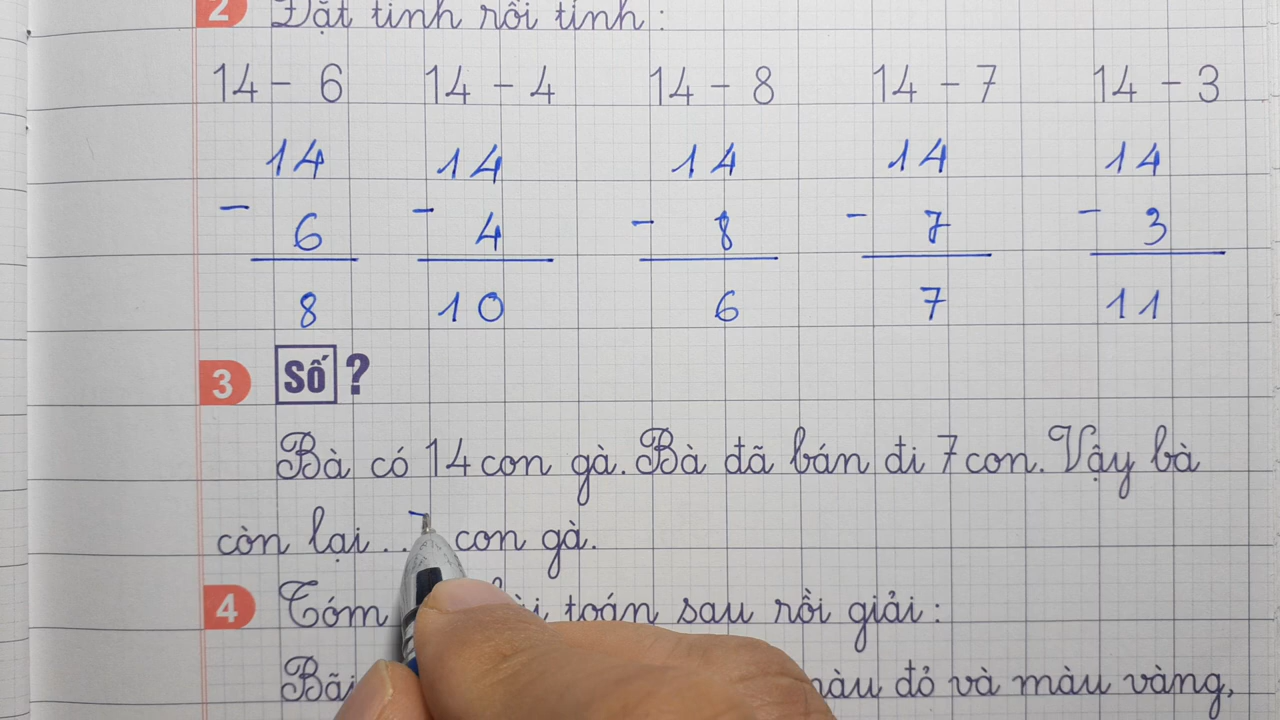 2 Đặt tính rồi tính :
14 - 6 14 - 4 14 - 8 14 - 7 14 - 3
14 14 14 14 14
- 6 - 4 - 8 - 7 - 3
8 10 6 7 11
3 Số ?
Bà có 14 con gà. Bà đã bán đi 7 con. Vậy bà
còn lại .. con gà.
4 Tóm toán sau rồi giải :
màu đỏ và màu vàng,